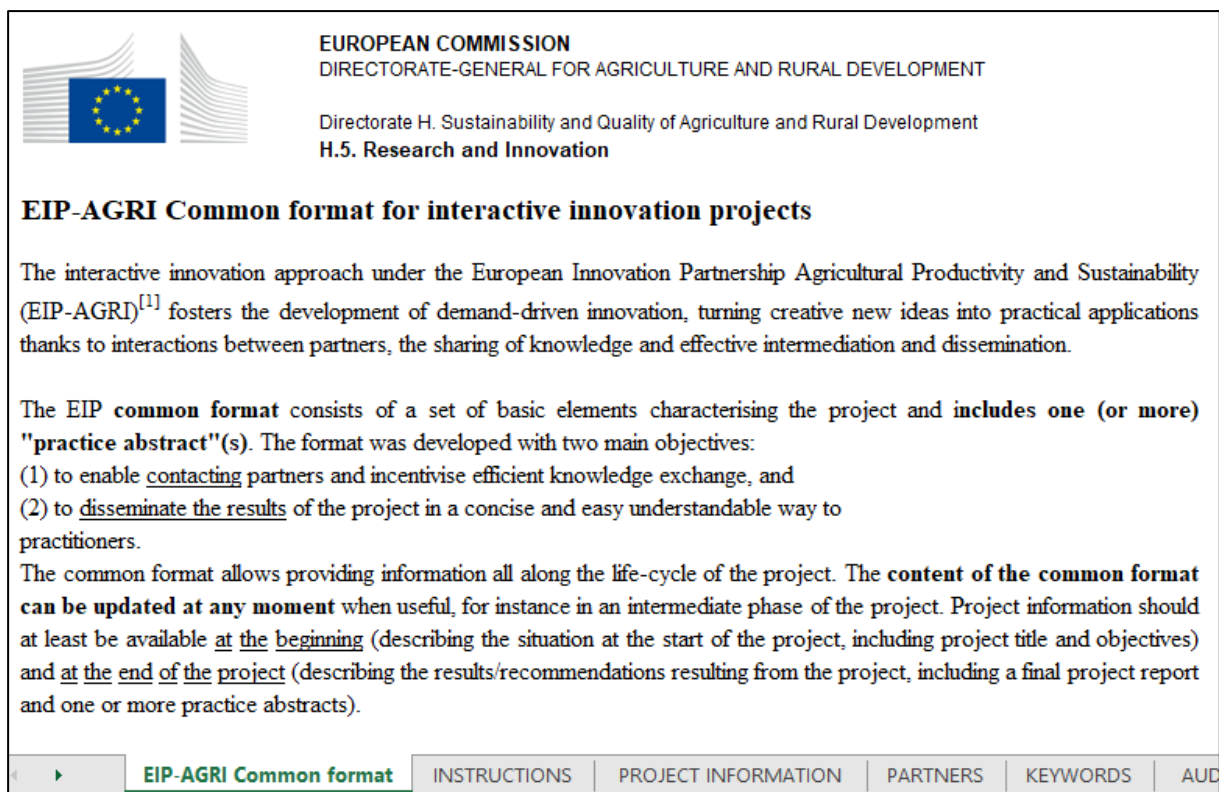 EUROPEAN COMMISSION
DIRECTORATE-GENERAL FOR AGRICULTURE AND RURAL DEVELOPMENT
Directorate H. Sustainability and Quality of Agriculture and Rural Development
H.5. Research and Innovation
EIP-AGRI Common format for interactive innovation projects
The interactive innovation approach under the European Innovation Partnership Agricultural Productivity and Sustainability
(EIP-AGRI)[1] fosters the development of demand-driven innovation, turning creative new ideas into practical applications
thanks to interactions between partners, the sharing of knowledge and effective intermediation and dissemination.
The EIP common format consists of a set of basic elements characterising the project and includes one (or more)
"practice abstract"(s). The format was developed with two main objectives:
(1) to enable contacting partners and incentivise efficient knowledge exchange, and
(2) to disseminate the results of the project in a concise and easy understandable way to
practitioners.
The common format allows providing information all along the life-cycle of the project. The content of the common format
can be updated at any moment when useful, for instance in an intermediate phase of the project. Project information should
at least be available at the beginning (describing the situation at the start of the project, including project title and objectives)
and at the end of the project (describing the results/recommendations resulting from the project, including a final project report
and one or more practice abstracts).
EIP-AGRI Common format INSTRUCTIONS PROJECT INFORMATION PARTNERS KEYWORDS AUD